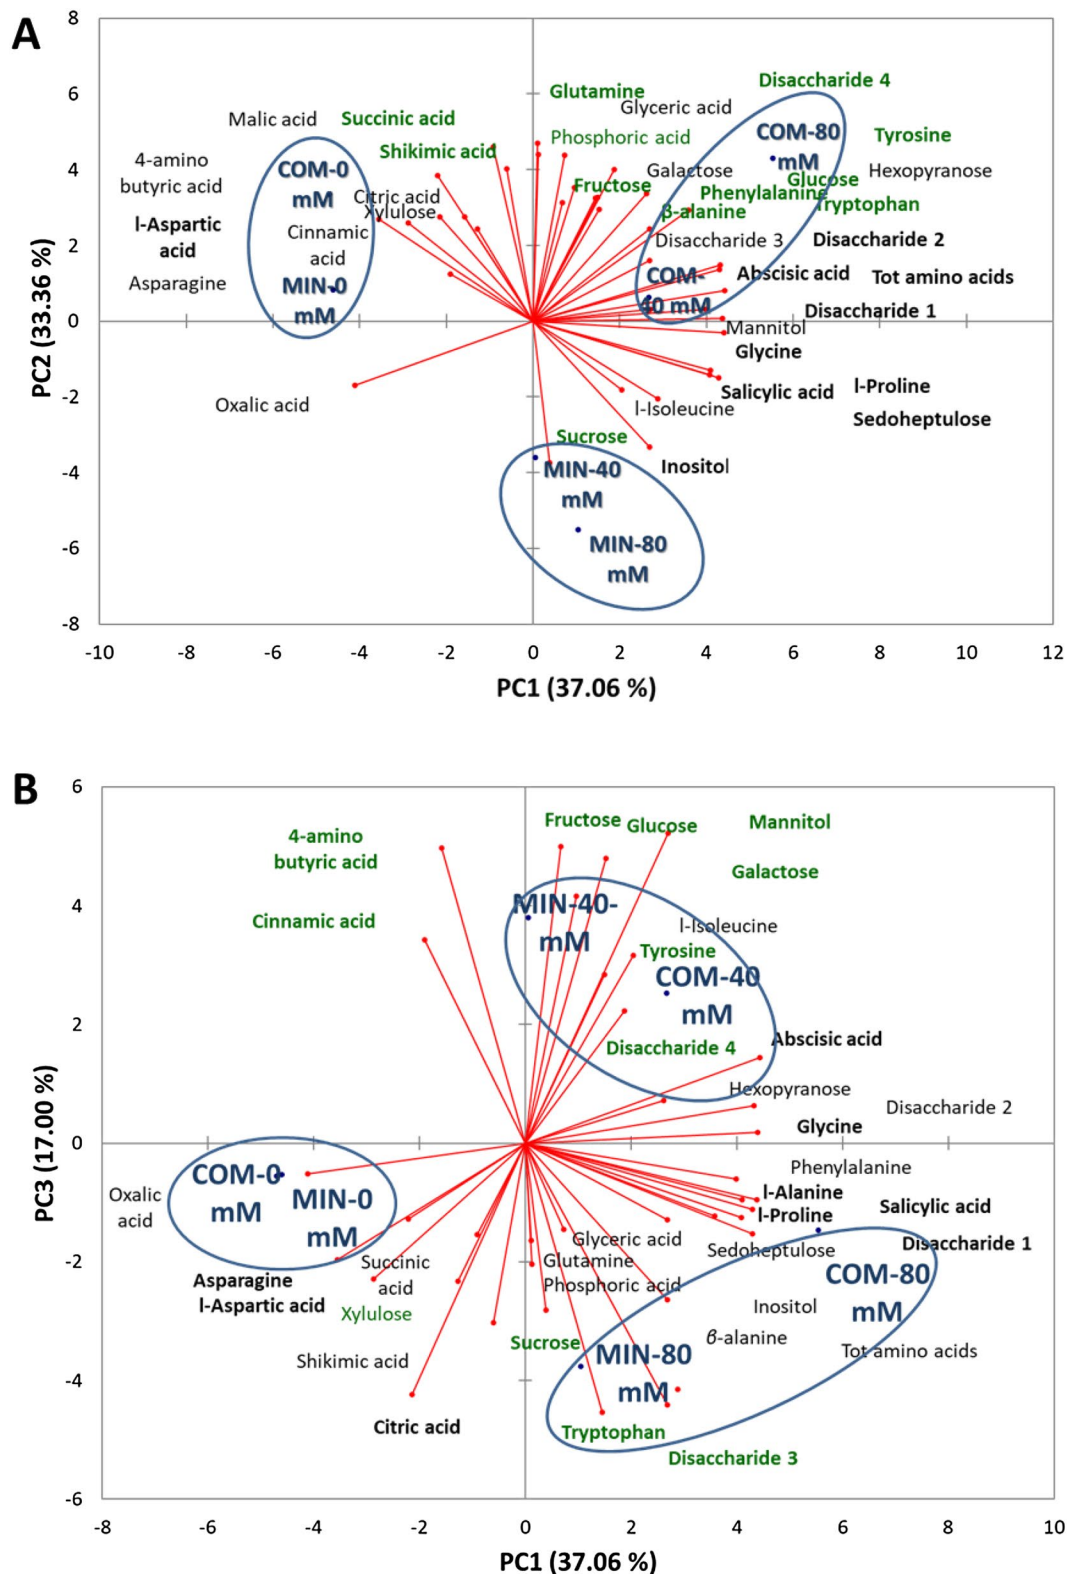 A
8
6
4
2
0
-2
-4
-6
-8
PC2 (33.36 %)
Disaccharide 4
Glutamine
Glyceric acid
Malic acid
Succinic acid
COM-80
mM
Tyrosine
Phosphoric acid
Shikimic acid
4-amino
butyric acid
COM-0
mM
Galactose
Hexopyranose
Glucose
Fructose
Phenylalanine
Citric acid
Xylulose
β-alanine
Tryptophan
l-Aspartic
acid
Cinnamic
acid
Disaccharide 3
Disaccharide 2
Asparagine
MIN-0
mM
COM-
40 mM
Abscisic acid
Tot amino acids
Disaccharide 1
Mannitol
Glycine
Oxalic acid
Salicylic acid
l-Proline
l-Isoleucine
Sedoheptulose
Sucrose
Inositol
MIN-40
mM
MIN-80
mM
-10
-8
-6
-4
-2
0
2
4
6
8
10
12
PC1 (37.06 %)
B
6
4
2
0
-2
-4
-6
PC3 (17.00 %)
4-amino
butyric acid
Fructose
Glucose
Mannitol
Galactose
Cinnamic acid
MIN-40-
mM
l-Isoleucine
Tyrosine
COM-40
mM
Disaccharide 4
Abscisic acid
Hexopyranose
Disaccharide 2
Glycine
Phenylalanine
COM-0
mM
MIN-0
mM
Oxalic
acid
l-Alanine
Salicylic acid
l-Proline
Glyceric acid
Sedoheptulose
Disaccharide 1
Succinic
acid
Glutamine
Asparagine
l-Aspartic acid
Phosphoric acid
COM-80
mM
Xylulose
Inositol
Sucrose
β-alanine
Shikimic acid
MIN-80
mM
Tot amino acids
Citric acid
Tryptophan
Disaccharide 3
-8
-6
-4
-2
0
2
4
6
8
10
PC1 (37.06 %)